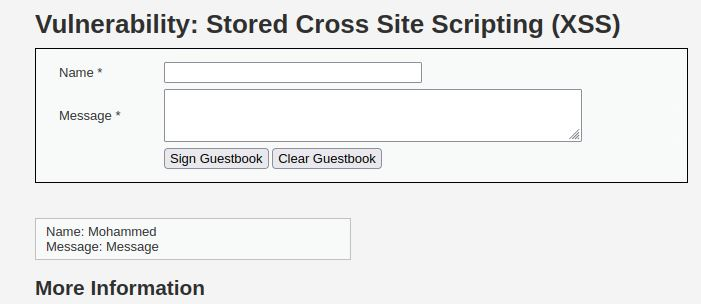 Vulnerability: Stored Cross Site Scripting (XSS)
Name *
Message *
Sign Guestbook Clear Guestbook
Name: Mohammed
Message: Message
More Information